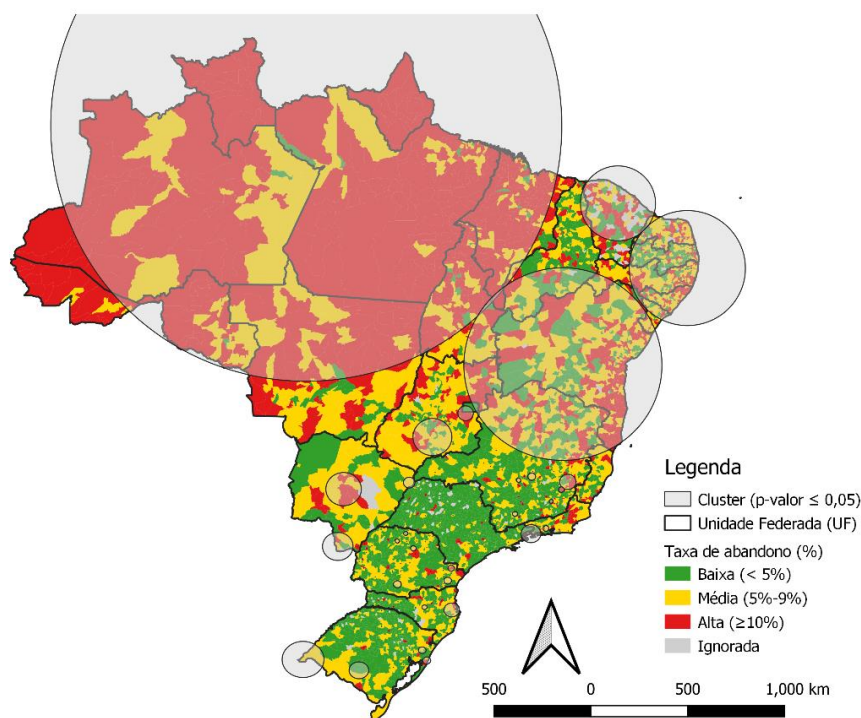 Legenda
Cluster (p-valor ≤ 0,05)
Unidade Federada (UF)
Taxa de abandono (%)
Baixa (< 5%)
Média (5%-9%)
Alta (≥10%)
Ignorada
500 0 500 1,000 km